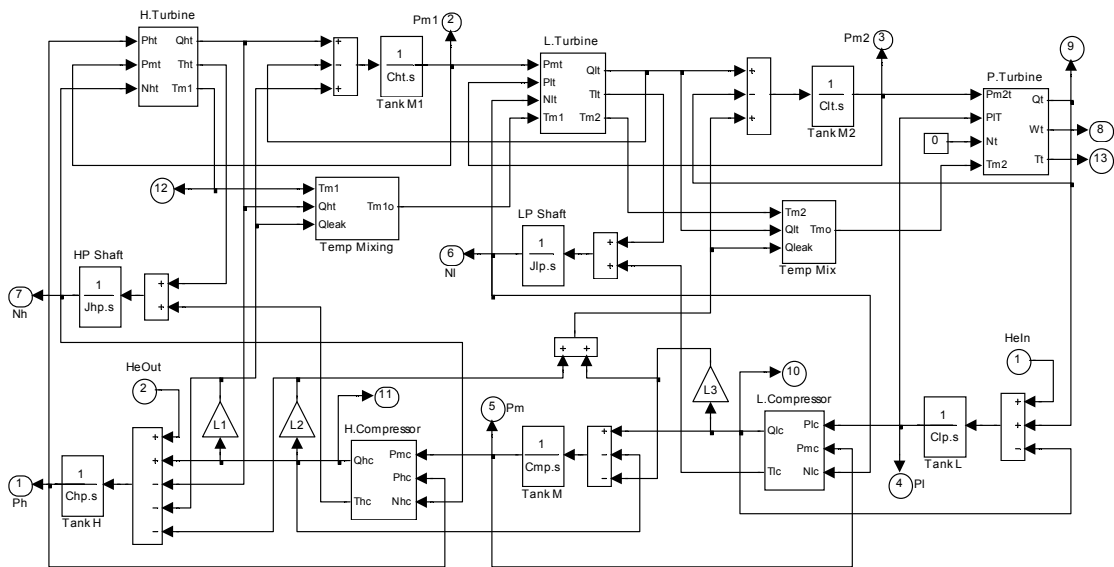 H.Turbine
Pht
Pmt
Nht
Qht
Tht
Tm1
+
−
+
1
Cht.s
Tank M1
Pm1
2
L.Turbine
Pmt
Plt
Nlt
Tm1
Qlt
Tlt
Tm2
+
−
+
1
Clt.s
Tank M2
Pm2
3
P.Turbine
Pm2t
PlT
Nt
Tm2
Qt
Wt
Tt
9
8
13
0
12
Tm1
Qht
Qleak
Tm1o
Temp Mixing
Tm2
Qlt
Qleak
Tmo
Temp Mix
LP Shaft
1
Jlp.s
+
+
6
Nl
HP Shaft
1
Jhp.s
+
+
7
Nh
+ +
HeOut
2
L1
L2
11
5
Pm
L3
10
HeIn
1
+
+
−
−
−
1
Chp.s
Tank H
1
Ph
H.Compressor
Qhc
Thc
Pmc
Phc
Nhc
1
Cmp.s
Tank M
+
−
−
L.Compressor
Qlc
Tlc
Plc
Pmc
Nlc
4
Pl
1
Clp.s
Tank L
+
+
−